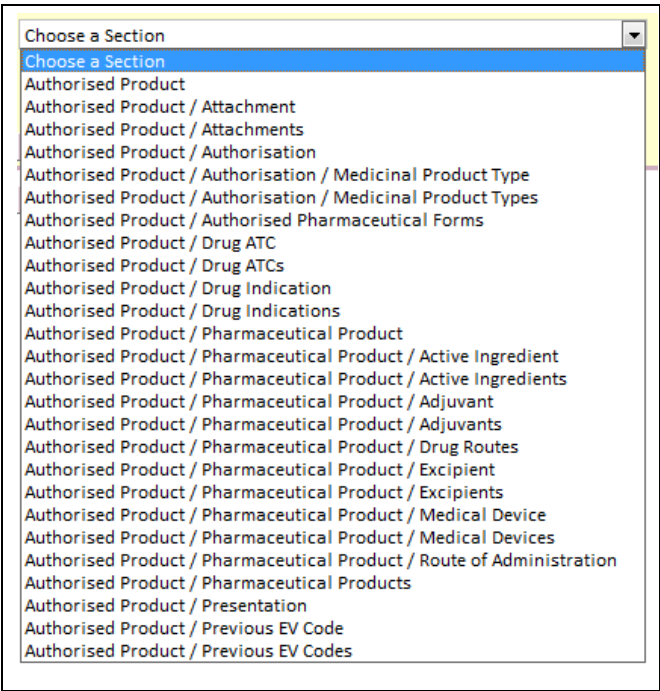 Choose a Section
Choose a Section
Authorised Product
Authorised Product / Attachment
Authorised Product / Attachments
Authorised Product / Authorisation
Authorised Product / Authorisation / Medicinal Product Type
Authorised Product / Authorisation / Medicinal Product Types
Authorised Product / Authorised Pharmaceutical Forms
Authorised Product / Drug ATC
Authorised Product / Drug ATCs
Authorised Product / Drug Indication
Authorised Product / Drug Indications
Authorised Product / Pharmaceutical Product
Authorised Product / Pharmaceutical Product / Active Ingredient
Authorised Product / Pharmaceutical Product / Active Ingredients
Authorised Product / Pharmaceutical Product / Adjuvant
Authorised Product / Pharmaceutical Product / Adjuvants
Authorised Product / Pharmaceutical Product / Drug Routes
Authorised Product / Pharmaceutical Product / Excipient
Authorised Product / Pharmaceutical Product / Excipients
Authorised Product / Pharmaceutical Product / Medical Device
Authorised Product / Pharmaceutical Product / Medical Devices
Authorised Product / Pharmaceutical Product / Route of Administration
Authorised Product / Pharmaceutical Products
Authorised Product / Presentation
Authorised Product / Previous EV Code
Authorised Product / Previous EV Codes